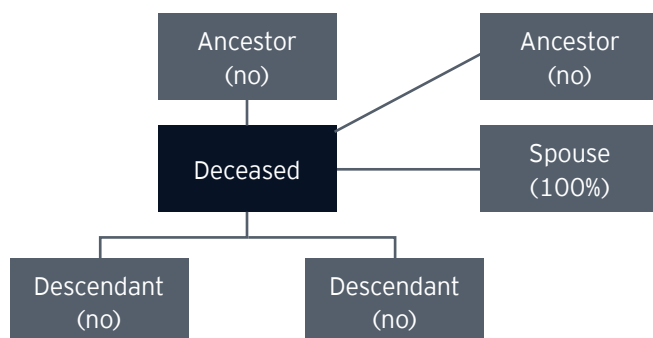 Ancestor
(no)
Ancestor
(no)
Deceased
Spouse
(100%)
Descendant
(no)
Descendant
(no)